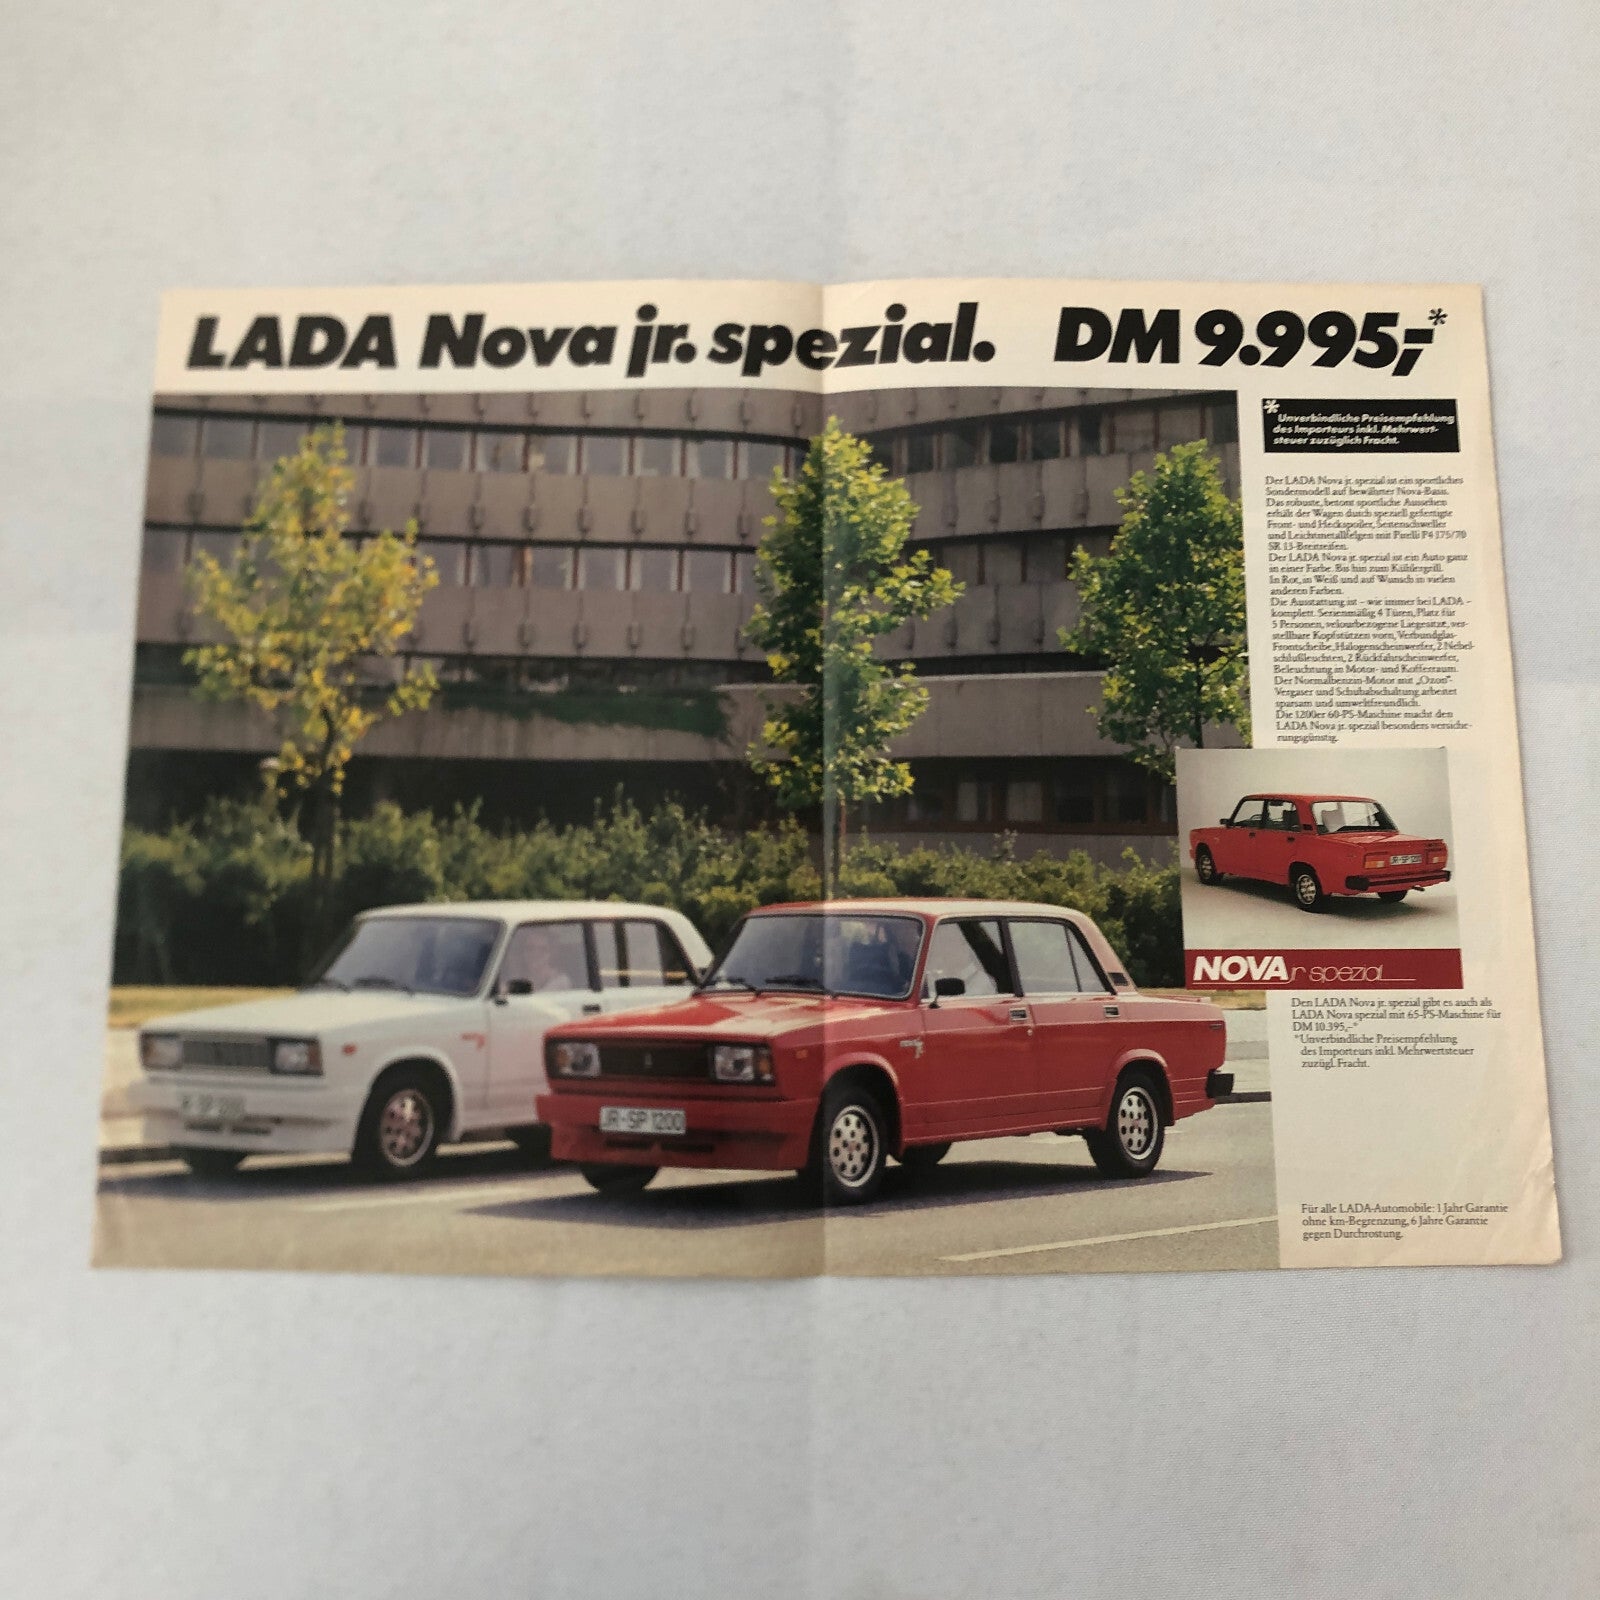 LADA Nova jr. spezial. DM 9.995,-*
* Unverbindliche Preisempfehlung
des Importeurs inkl. Mehrwert-
steuer zuzüglich Fracht.
Der LADA Nova jr. spezial ist ein sportliches
Sondermodell auf bewährter Nova-Basis.
Das robuste, betont sportliche Aussehen
erhält der Wagen durch speziell gefertigte
Front- und Heckspoiler, Seitenschweller
und Leichtmetallfelgen mit Pirelli P4 175/70
SR 13-Breitreifen.
Der LADA Nova jr. spezial ist ein Auto ganz
in einer Farbe. Bis hin zum Kühlergrill.
In Rot, in Weiß und auf Wunsch in vielen
anderen Farben.
Die Ausstattung ist – wie immer bei LADA –
komplett. Serienmäßig 4 Türen, Platz für
5 Personen, velourbezogene Liegesitze, ver-
stellbare Kopfstützen vorn, Verbundglas-
Frontscheibe, Halogenscheinwerfer, 2 Nebel-
schlußleuchten, 2 Rückfahrscheinwerfer,
Beleuchtung in Motor- und Kofferraum.
Der Normalbenzin-Motor mit „Ozon“-
Vergaser und Schubabschaltung arbeitet
sparsam und umweltfreundlich.
Die 1200er 60-PS-Maschine macht den
LADA Nova jr. spezial besonders versiche-
rungsgünstig.
JR-SP 1200
NOVA jr spezial
Den LADA Nova jr. spezial gibt es auch als
LADA Nova spezial mit 65-PS-Maschine für
DM 10.395,-*
*Unverbindliche Preisempfehlung
des Importeurs inkl. Mehrwertsteuer
zuzügl. Fracht.
JR-SP 1200
Für alle LADA-Automobile: 1 Jahr Garantie
ohne km-Begrenzung, 6 Jahre Garantie
gegen Durchrostung.